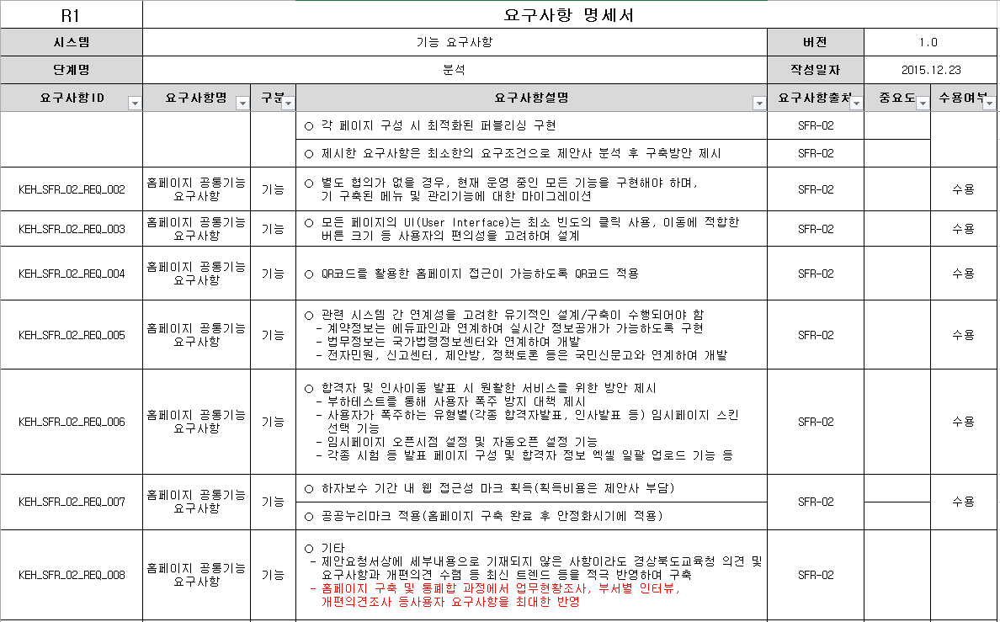 R1 요구사항 명세서
시스템 기능 요구사항 버전 1.0
단계명 분석 작성일자 2015.12.23
요구사항ID 요구사항명 구분 요구사항설명 요구사항출처 중요도 수용여부
○ 각 페이지 구성 시 최적화된 퍼블리싱 구현 SFR-02
○ 제시한 요구사항은 최소한의 요구조건으로 제안사 분석 후 구축방안 제시 SFR-02
KEH_SFR_02_REQ_002 홈페이지 공통기능
요구사항 기능 ○ 별도 협의가 없을 경우, 현재 운영 중인 모든 기능을 구현해야 하며,
기 구축된 메뉴 및 관리기능에 대한 마이그레이션 SFR-02 수용
KEH_SFR_02_REQ_003 홈페이지 공통기능
요구사항 기능 ○ 모든 페이지의 UI(User Interface)는 최소 빈도의 클릭 사용, 이동에 적합한
버튼 크기 등 사용자의 편의성을 고려하여 설계 SFR-02 수용
KEH_SFR_02_REQ_004 홈페이지 공통기능
요구사항 기능 ○ QR코드를 활용한 홈페이지 접근이 가능하도록 QR코드 적용 SFR-02 수용
KEH_SFR_02_REQ_005 홈페이지 공통기능
요구사항 기능 ○ 관련 시스템 간 연계성을 고려한 유기적인 설계/구축이 수행되어야 함
- 계약정보는 에듀파인과 연계하여 실시간 정보공개가 가능하도록 구현
- 법무정보는 국가법령정보센터와 연계하여 개발
- 전자민원, 신고센터, 제안방, 정책토론 등은 국민신문고와 연계하여 개발 SFR-02 수용
KEH_SFR_02_REQ_006 홈페이지 공통기능
요구사항 기능 ○ 합격자 및 인사이동 발표 시 원활한 서비스를 위한 방안 제시
- 부하테스트를 통해 사용자 폭주 방지 대책 제시
- 사용자가 폭주하는 유형별(각종 합격자발표, 인사발표 등) 임시페이지 스킨
선택 기능
- 임시페이지 오픈시점 설정 및 자동오픈 설정 기능
- 각종 시험 등 발표 페이지 구성 및 합격자 정보 엑셀 일괄 업로드 기능 등 SFR-02 수용
KEH_SFR_02_REQ_007 홈페이지 공통기능
요구사항 기능 ○ 하자보수 기간 내 웹 접근성 마크 획득(획득비용은 제안사 부담)
○ 공공누리마크 적용(홈페이지 구축 완료 후 안정화시기에 적용) SFR-02 수용
KEH_SFR_02_REQ_008 홈페이지 공통기능
요구사항 기능 ○ 기타
- 제안요청서상에 세부내용으로 기재되지 않은 사항이라도 경상북도교육청 의견 및
요구사항과 개편의견 수렴 등 최신 트렌드 등을 적극 반영하여 구축
- 홈페이지 구축 및 통폐합 과정에서 업무현황조사, 부서별 인터뷰,
개편의견조사 등사용자 요구사항을 최대한 반영 SFR-02